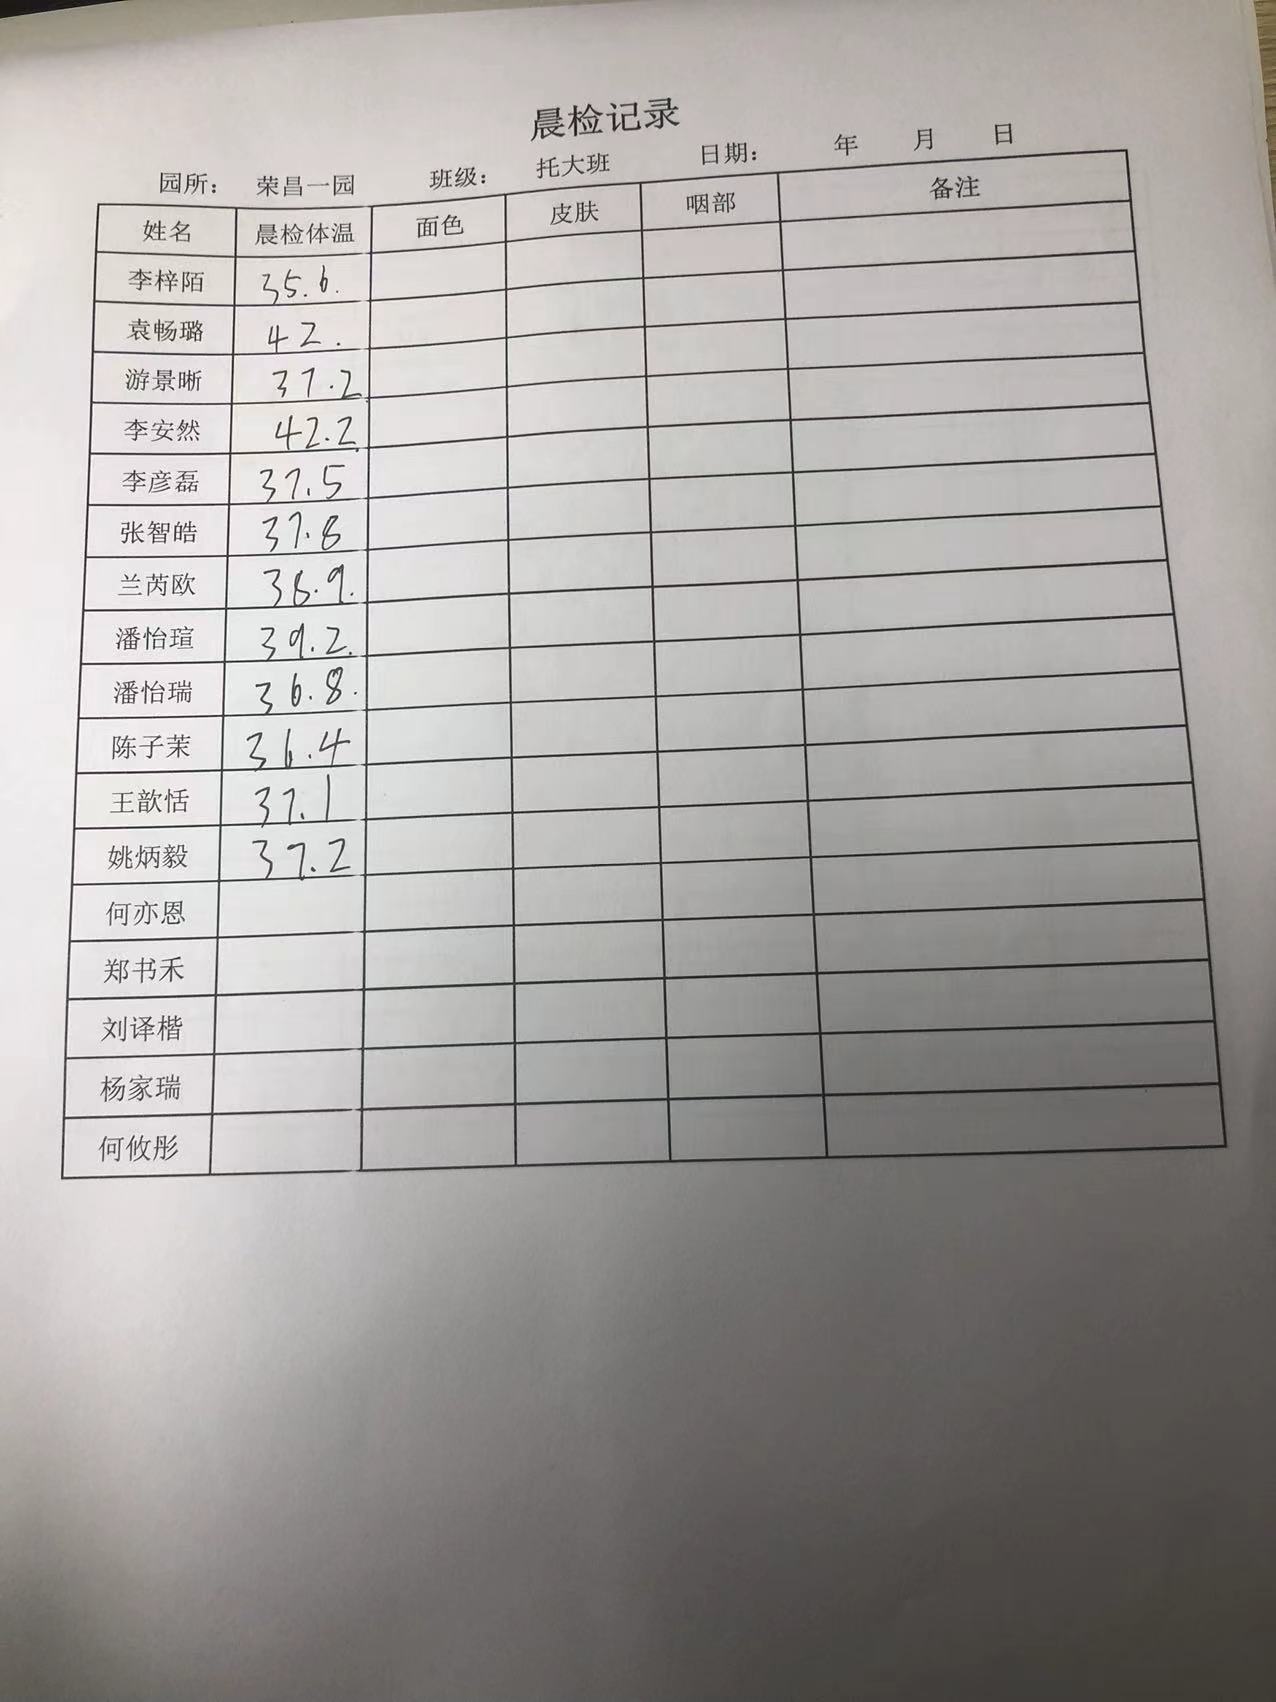 晨检记录
园所： 荣昌一园 班级： 托大班 日期： 年 月 日
姓名 晨检体温 面色 皮肤 咽部 备注
李梓陌 35.6.
袁畅璐 42.
游景晰 37.2
李安然 42.2
李彦磊 37.5
张智皓 37.8
兰芮欧 36.9.
潘怡瑄 39.2.
潘怡瑞 36.8.
陈子茉 36.4
王歆恬 37.1
姚炳毅 37.2
何亦恩
郑书禾
刘译楷
杨家瑞
何攸彤